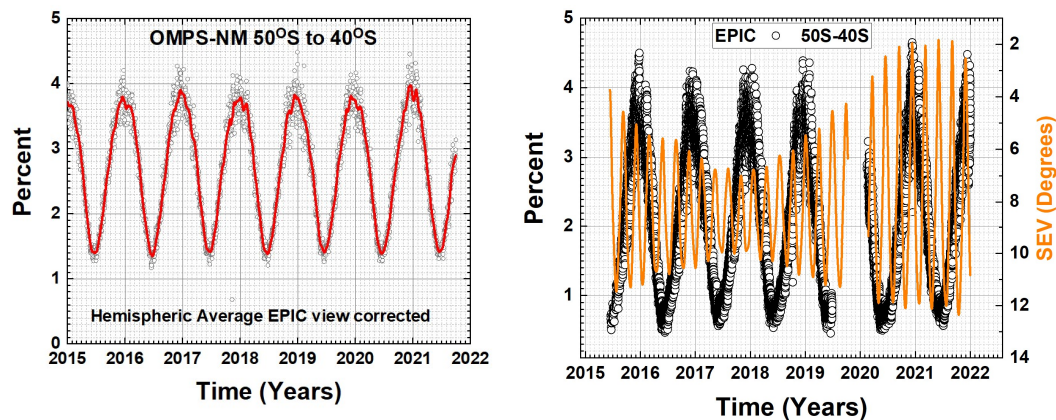 OMPS-NM 50ᴼS to 40ᴼS
Percent
5
4
3
2
1
0
Hemispheric Average EPIC view corrected
2015 2016 2017 2018 2019 2020 2021 2022
Time (Years)
EPIC 50S-40S
Percent
5
4
3
2
1
2
4
6
8
10
12
14
SEV (Degrees)
2015 2016 2017 2018 2019 2020 2021 2022
Time (Years)